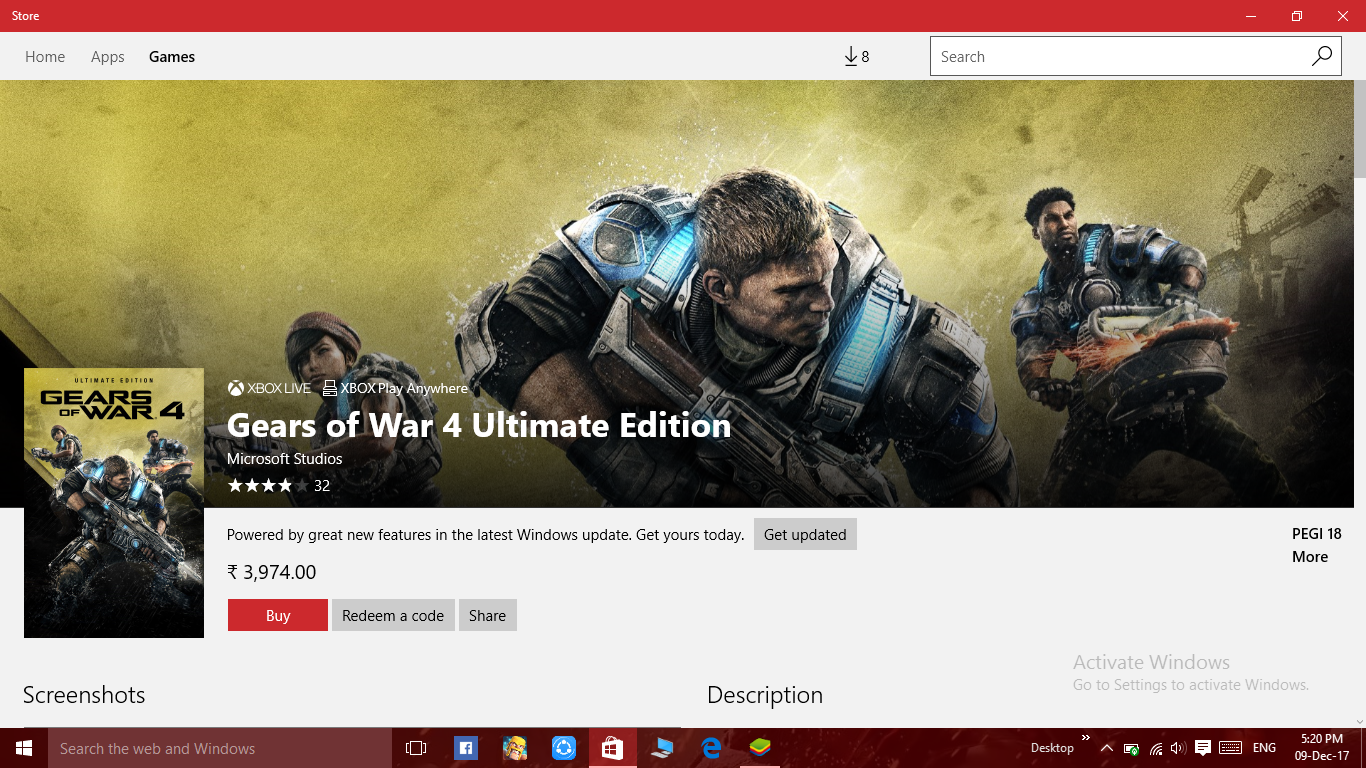 Store
Home Apps Games 8 Search
XBOX LIVE XBOX Play Anywhere
Gears of War 4 Ultimate Edition
Microsoft Studios
32
ULTIMATE EDITION
GEARS
OF WAR 4
Powered by great new features in the latest Windows update. Get yours today. Get updated
PEGI 18
More
₹ 3,974.00
Buy Redeem a code Share
Activate Windows
Go to Settings to activate Windows.
Screenshots Description
Search the web and Windows Desktop ENG 5:20 PM
09-Dec-17